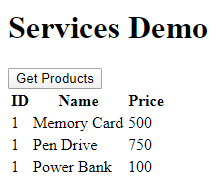 Services Demo
Get Products
ID Name Price
1 Memory Card 500
1 Pen Drive 750
1 Power Bank 100